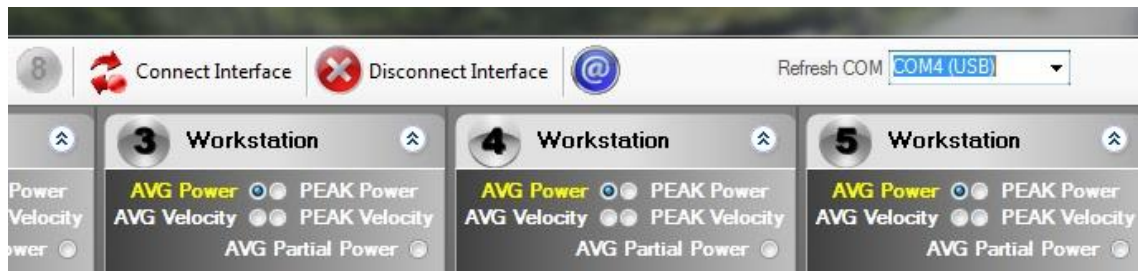 8 Connect Interface Disconnect Interface @ Refresh COM COM4 (USB)
3 Workstation 4 Workstation 5 Workstation
Power AVG Power PEAK Power AVG Power PEAK Power AVG Power PEAK Power
Velocity AVG Velocity PEAK Velocity AVG Velocity PEAK Velocity AVG Velocity PEAK Velocity
ower AVG Partial Power AVG Partial Power AVG Partial Power